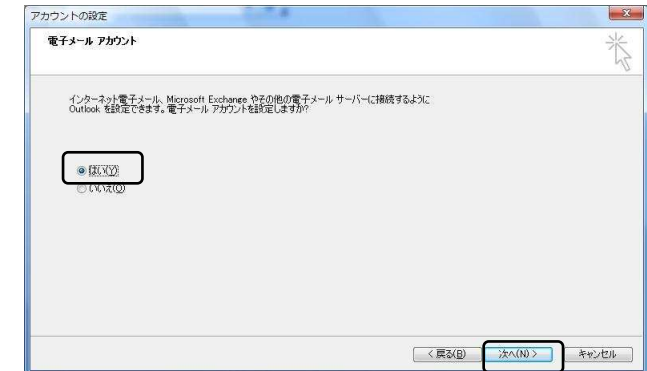 アカウントの設定
電子メール アカウント
インターネット電子メール、Microsoft Exchange やその他の電子メール サーバーに接続するように
Outlook を設定できます。電子メール アカウントを設定しますか?
はい(Y)
いいえ(O)
< 戻る(B) 次へ(N) > キャンセル